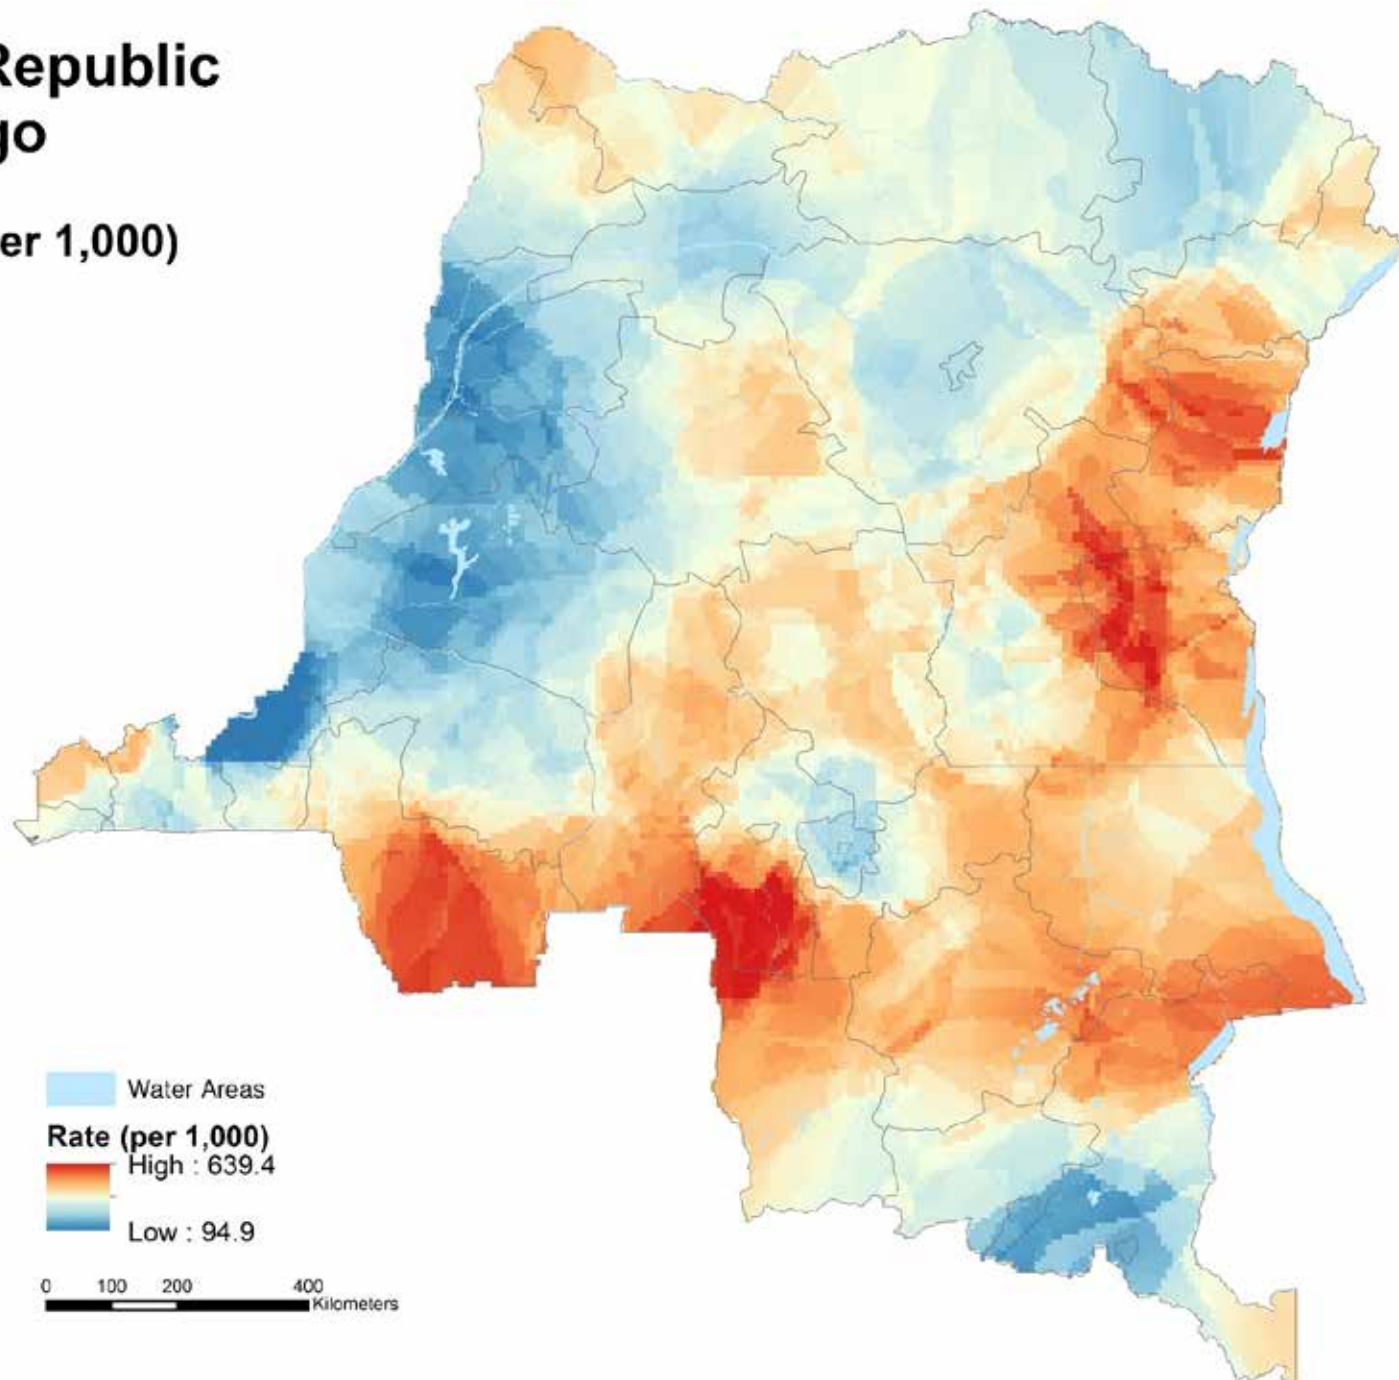 Republic
go
er 1,000)
Water Areas
Rate (per 1,000)
High : 639.4
Low : 94.9
0 100 200 400
Kilometers